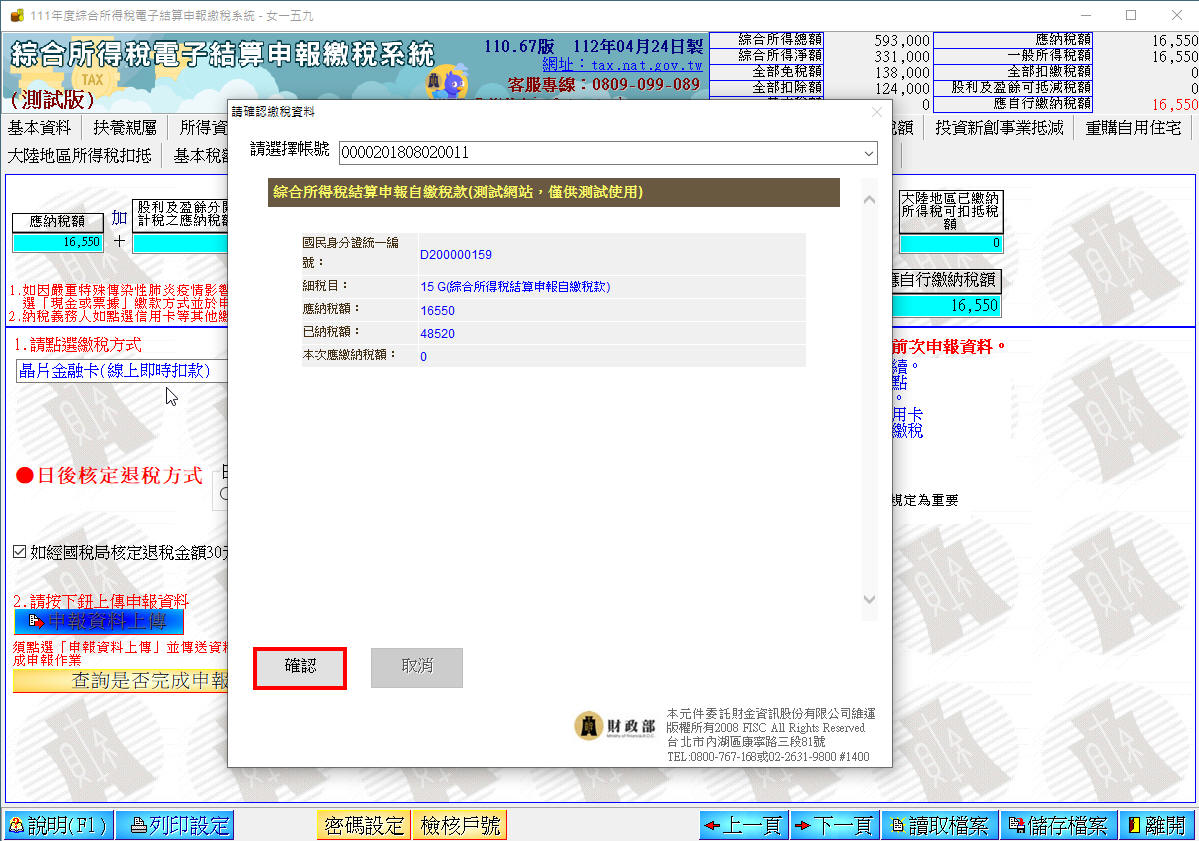 111年度綜合所得稅電子結算申報繳稅系統 - 女一五九
綜合所得稅電子結算申報繳稅系統
TAX
(測試版)
110.67版 112年04月24日製
網址：tax.nat.gov.tw
客服專線：0809-099-089
綜合所得總額 593,000
綜合所得淨額 331,000
全部免稅額 138,000
全部扣除額 124,000
0
應納稅額 16,550
一般所得稅額 16,550
全部扣繳稅額 0
股利及盈餘可抵減稅額 0
應自行繳納稅額 16,550
基本資料 扶養親屬 所得資
稅額 投資新創事業抵減 重購自用住宅
大陸地區所得稅扣抵 基本稅額
應納稅額
16,550
加
+
股利及盈餘分開
計稅之應納稅額
大陸地區已繳納
所得稅可扣抵稅
額
0
應自行繳納稅額
16,550
1.如因嚴重特殊傳染性肺炎疫情影響
選「現金或票據」繳款方式並於申
2.納稅義務人如點選信用卡等其他繳
1.請點選繳稅方式
晶片金融卡(線上即時扣款)
前次申報資料。
續。
點
。
用卡
繳稅
●日後核定退稅方式
規定為重要
如經國稅局核定退稅金額30元
2.請按下鈕上傳申報資料
申報資料上傳
須點選「申報資料上傳」並傳送資料
成申報作業
查詢是否完成申報
請確認繳稅資料
請選擇帳號 0000201808020011
綜合所得稅結算申報自繳稅款(測試網站，僅供測試使用)
國民身分證統一編
號： D200000159
細稅目： 15 G(綜合所得稅結算申報自繳稅款)
應納稅額： 16550
已納稅額： 48520
本次應繳納稅額： 0
確認 取消
財政部
Ministry of Finance,R.O.C.
本元件委託財金資訊股份有限公司維運
版權所有2008 FISC All Rights Reserved
台北市內湖區康寧路三段81號
TEL:0800-767-168或02-2631-9800 #1400
說明(F1) 列印設定 密碼設定 檢核戶號 上一頁 下一頁 讀取檔案 儲存檔案 離開